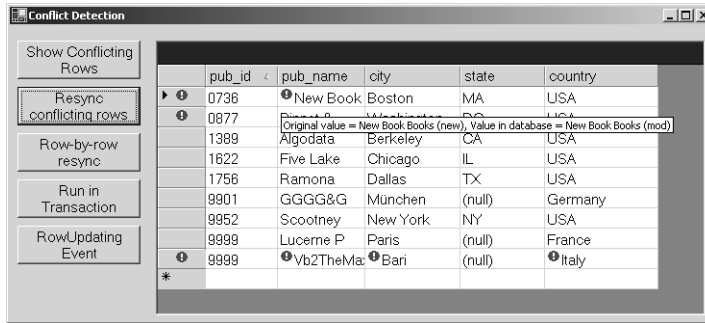 Conflict Detection
Show Conflicting
Rows
Resync
conflicting rows
Row-by-row
resync
Run in
Transaction
RowUpdating
Event
pub_id pub_name city state country
0736 New Book Boston MA USA
0877 USA
Original value = New Book Books (new), Value in database = New Book Books (mod)
1389 Algodata Berkeley CA USA
1622 Five Lake Chicago IL USA
1756 Ramona Dallas TX USA
9901 GGGG&G München (null) Germany
9952 Scootney New York NY USA
9999 Lucerne P Paris (null) France
9999 Vb2TheMa Bari (null) Italy